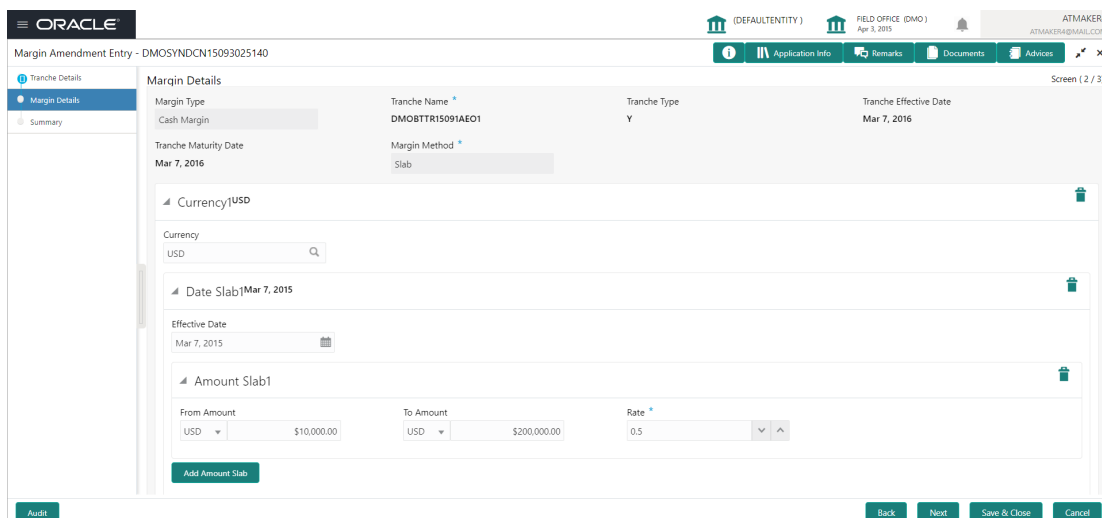 ORACLE
(DEFAULTENTITY )
FIELD OFFICE (DMO )
Apr 3, 2015
ATMAKER
ATMAKER4@MAIL.CO
Margin Amendment Entry - DMOSYNDCN15093025140
Application Info
Remarks
Documents
Advices
Tranche Details
Margin Details
Summary
Margin Details
Screen ( 2 / 3
Margin Type
Tranche Name *
Tranche Type
Tranche Effective Date
Cash Margin
DMOBTTR15091AEO1
Y
Mar 7, 2016
Tranche Maturity Date
Margin Method *
Mar 7, 2016
Slab
Currency1USD
Currency
USD
Date Slab1Mar 7, 2015
Effective Date
Mar 7, 2015
Amount Slab1
From Amount
To Amount
Rate *
USD $10,000.00
USD $200,000.00
0.5
Add Amount Slab
Audit
Back
Next
Save & Close
Cancel